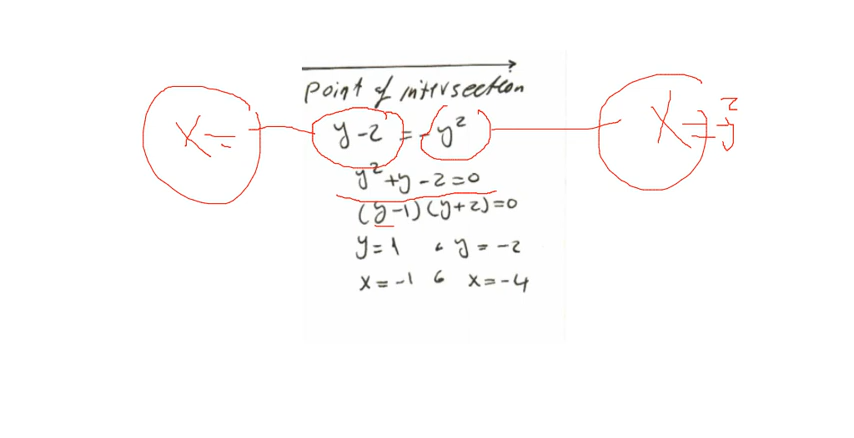 point of intersection
x = y - 2 = - y² x = - y²
y² + y - 2 = 0
(y - 1) (y + 2) = 0
y = 1 , y = -2
x = -1 , x = -4